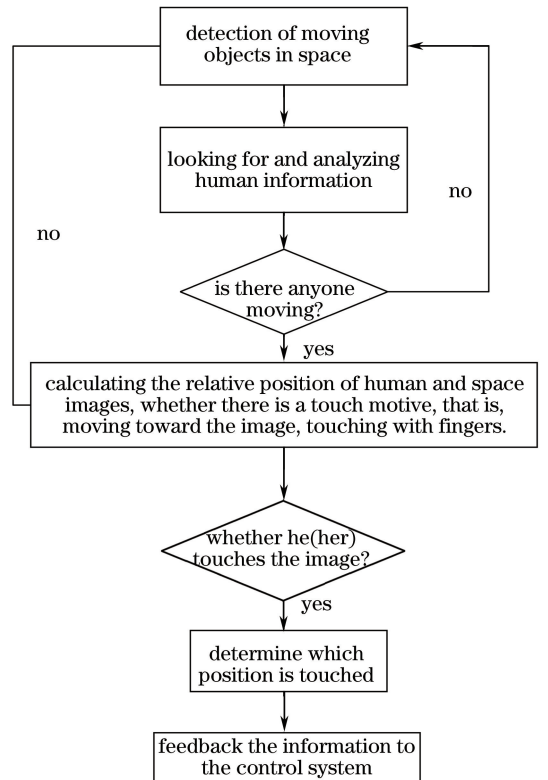 detection of moving
objects in space
looking for and analyzing
human information
no
no
is there anyone
moving?
yes
calculating the relative position of human and space
images, whether there is a touch motive, that is,
moving toward the image, touching with fingers.
whether he(her)
touches the image?
yes
determine which
position is touched
feedback the information to
the control system